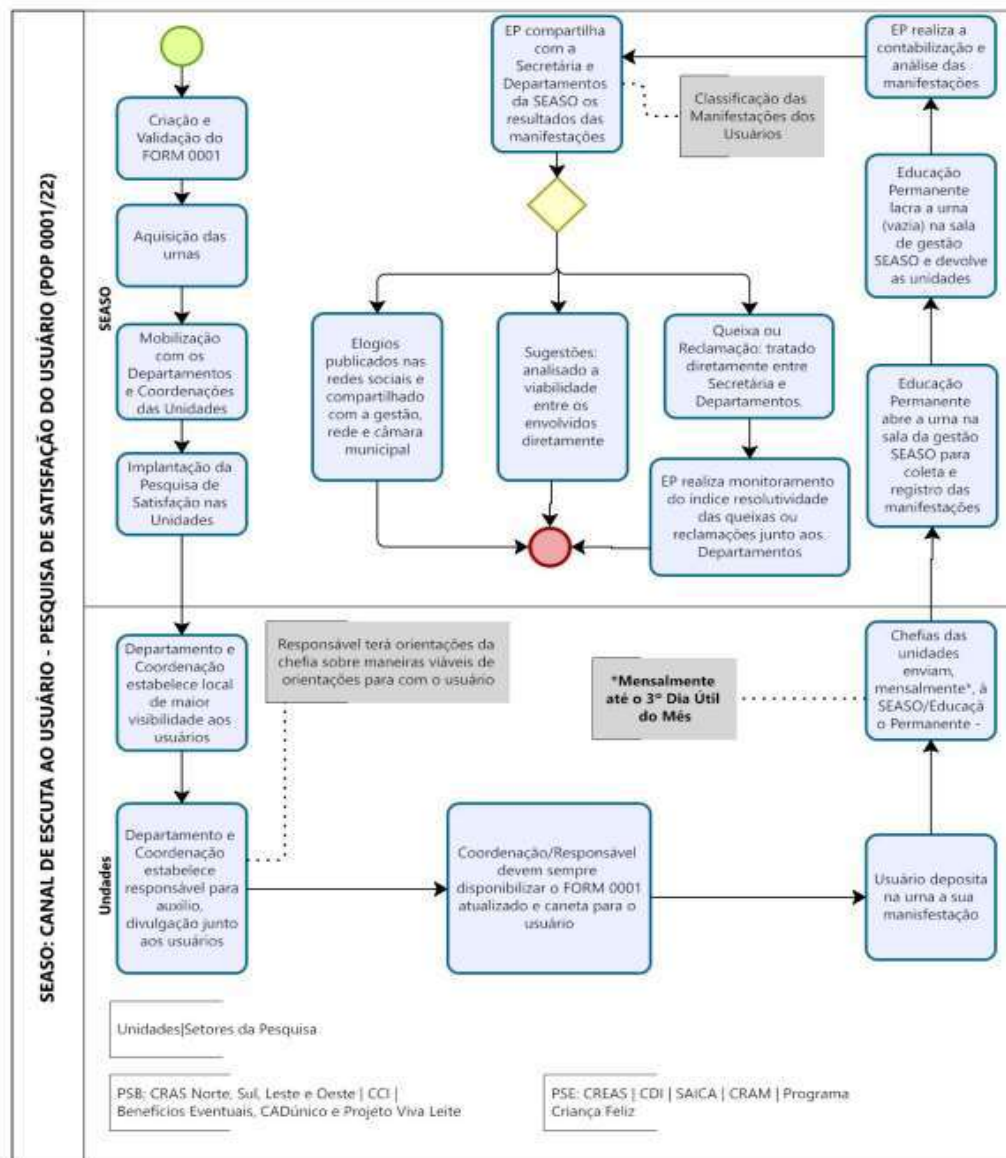 SEASO: CANAL DE ESCUTA AO USUÁRIO - PESQUISA DE SATISFAÇÃO DO USUÁRIO (POP 0001/22)
SEASO
Criação e
Validação do
FORM 0001
Aquisição das
urnas
Mobilização
com os
Departamentos
e Coordenações
das Unidades
Implantação da
Pesquisa de
Satisfação nas
Unidades
EP compartilha
com a
Secretária e
Departamentos
da SEASO os
resultados das
manifestações
Classificação das
Manifestações dos
Usuários
EP realiza a
contabilização e
análise das
manifestações
Educação
Permanente
lacra a urna
(vazia) na sala
de gestão
SEASO e devolve
as unidades
Educação
Permanente
abre a urna na
sala da gestão
SEASO para
coleta e
registro das
manifestações
Elogios
publicados nas
redes sociais e
compartilhado
com a gestão,
rede e câmara
municipal
Sugestões:
analisado a
viabilidade
entre os
envolvidos
diretamente
Queixa ou
Reclamação: tratado
diretamente entre
Secretária e
Departamentos.
EP realiza monitoramento
do índice resolutividade
das queixas ou
reclamações junto aos
Departamentos
Undades
Departamento e
Coordenação
estabelece local
de maior
visibilidade aos
usuários
Responsável terá orientações da
chefia sobre maneiras viáveis de
orientações para com o usuário
*Mensalmente
até o 3º Dia Útil
do Mês
Chefias das
unidades
enviam,
mensalmente*, à
SEASO/Educaçã
o Permanente -
Departamento e
Coordenação
estabelece
responsável para
auxílio,
divulgação junto
aos usuários
Coordenação/Responsável
devem sempre
disponibilizar o FORM 0001
atualizado e caneta para o
usuário
Usuário deposita
na urna a sua
manisfestação
Unidades|Setores da Pesquisa
PSB: CRAS Norte, Sul, Leste e Oeste | CCI |
Benefícios Eventuais, CADúnico e Projeto Viva Leite
PSE: CREAS | CDI | SAICA | CRAM | Programa
Criança Feliz